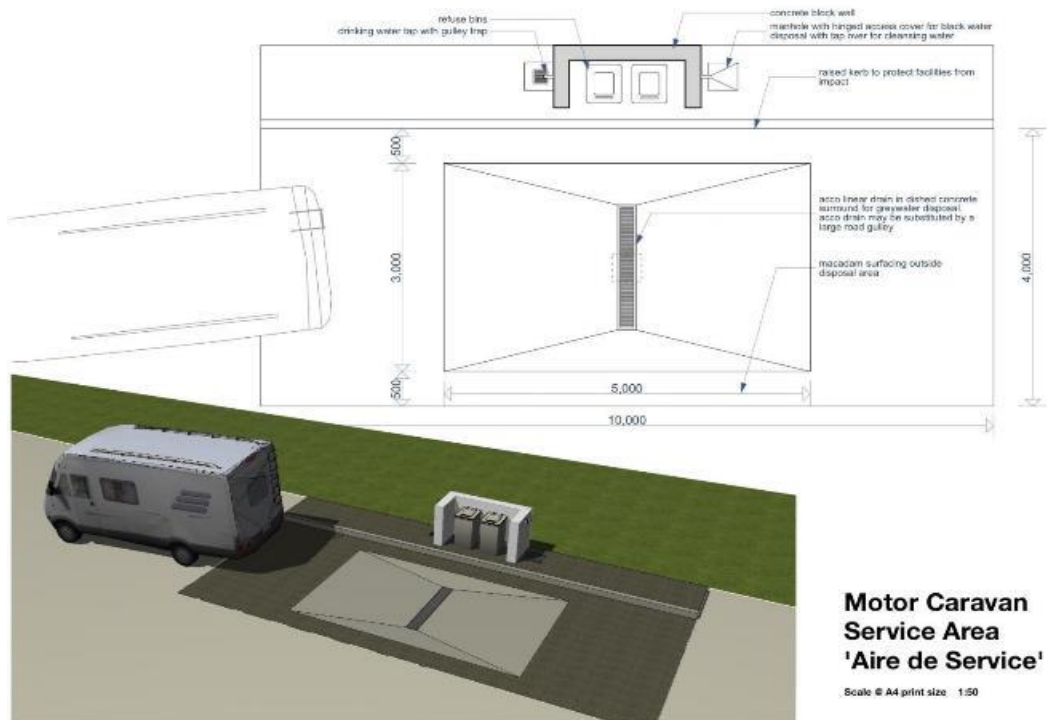 refuse bins
drinking water tap with gulley trap
concrete block wall
manhole with hinged access cover for black water
disposal with tap over for cleansing water
raised kerb to protect facilities from
impact
500
3,000
500
acco linear drain in dished concrete
surround for greywater disposal.
acco drain may be substituted by a
large road gulley
macadam surfacing outside
disposal area
4,000
5,000
10,000
Motor Caravan
Service Area
'Aire de Service'
Scale @ A4 print size 1:50